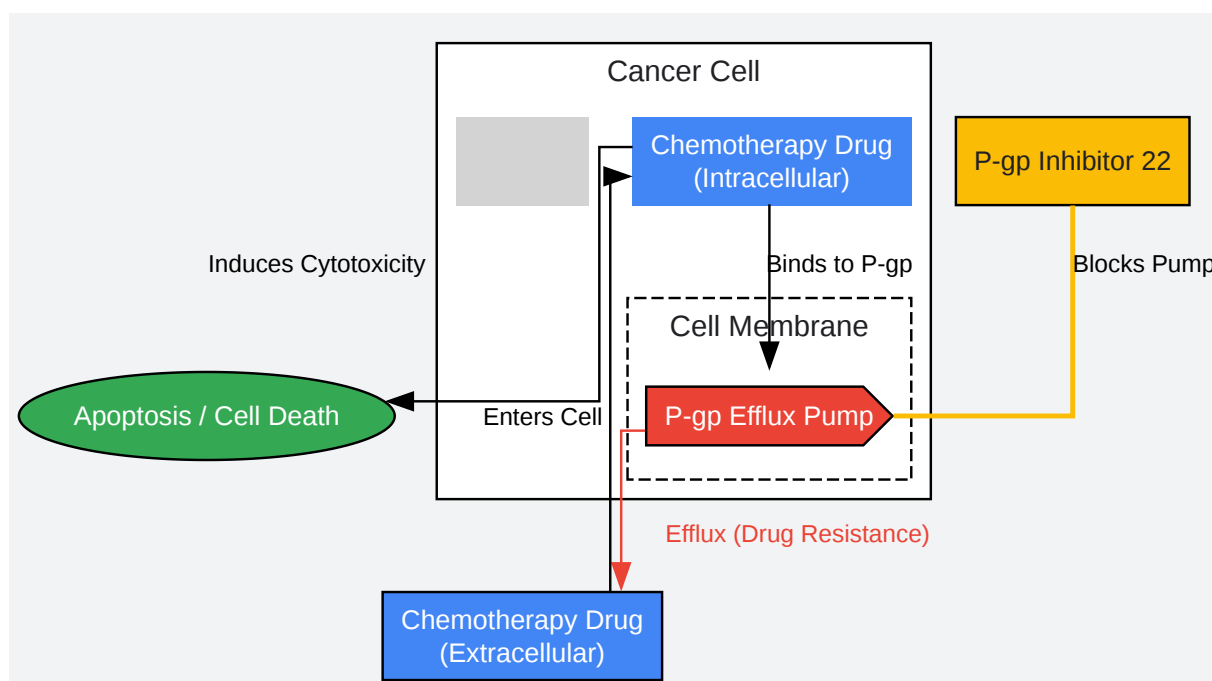 Cancer Cell
Chemotherapy Drug
(Intracellular)
P-gp Inhibitor 22
Induces Cytotoxicity
Binds to P-gp
Blocks Pump
Cell Membrane
Apoptosis / Cell Death
Enters Cell
P-gp Efflux Pump
Efflux (Drug Resistance)
Chemotherapy Drug
(Extracellular)